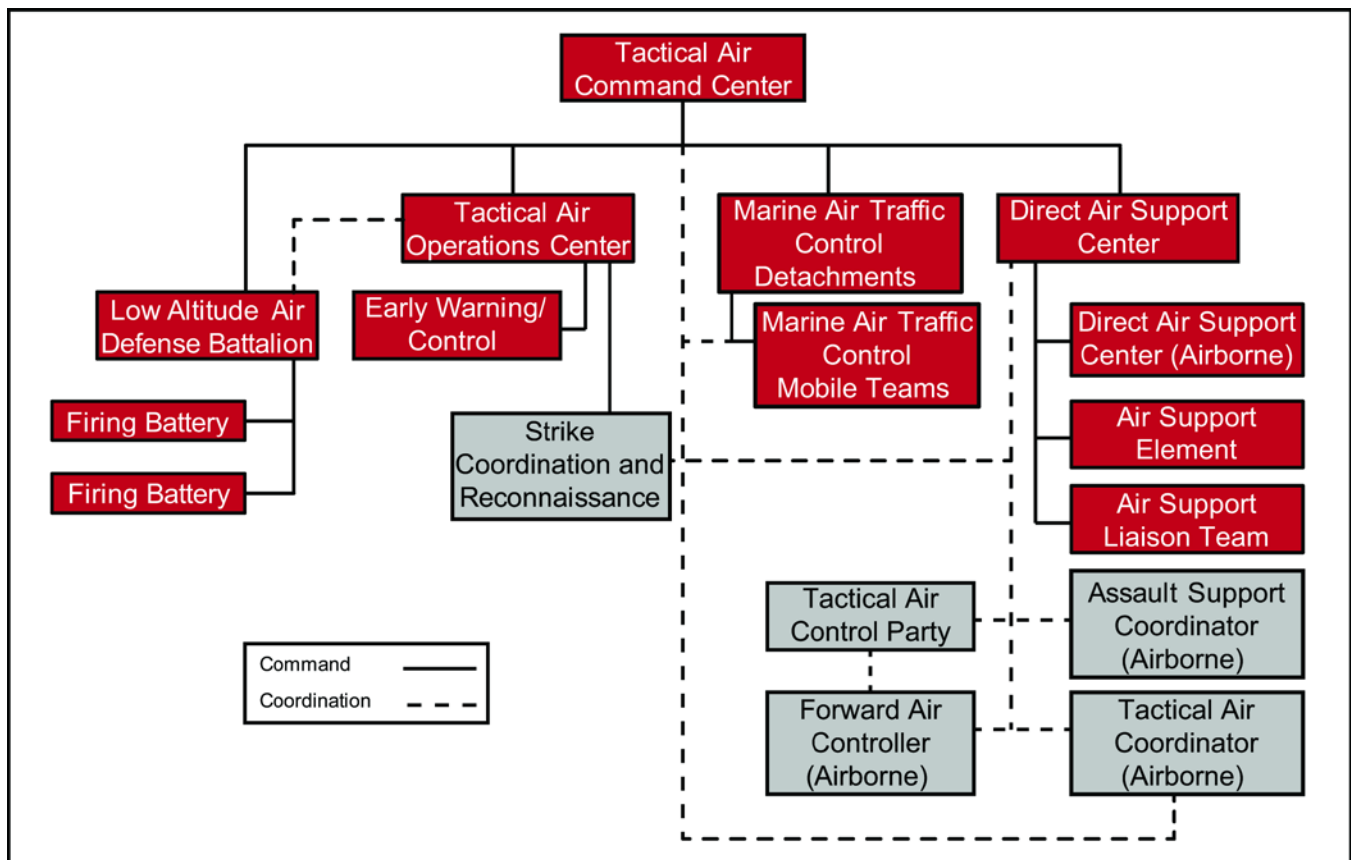 Tactical Air
Command Center
Tactical Air
Operations Center
Marine Air Traffic
Control
Detachments
Direct Air Support
Center
Low Altitude Air
Defense Battalion
Early Warning/
Control
Marine Air Traffic
Control
Mobile Teams
Direct Air Support
Center (Airborne)
Firing Battery
Firing Battery
Strike
Coordination and
Reconnaissance
Air Support
Element
Air Support
Liaison Team
Tactical Air
Control Party
Assault Support
Coordinator
(Airborne)
Forward Air
Controller
(Airborne)
Tactical Air
Coordinator
(Airborne)
Command
Coordination